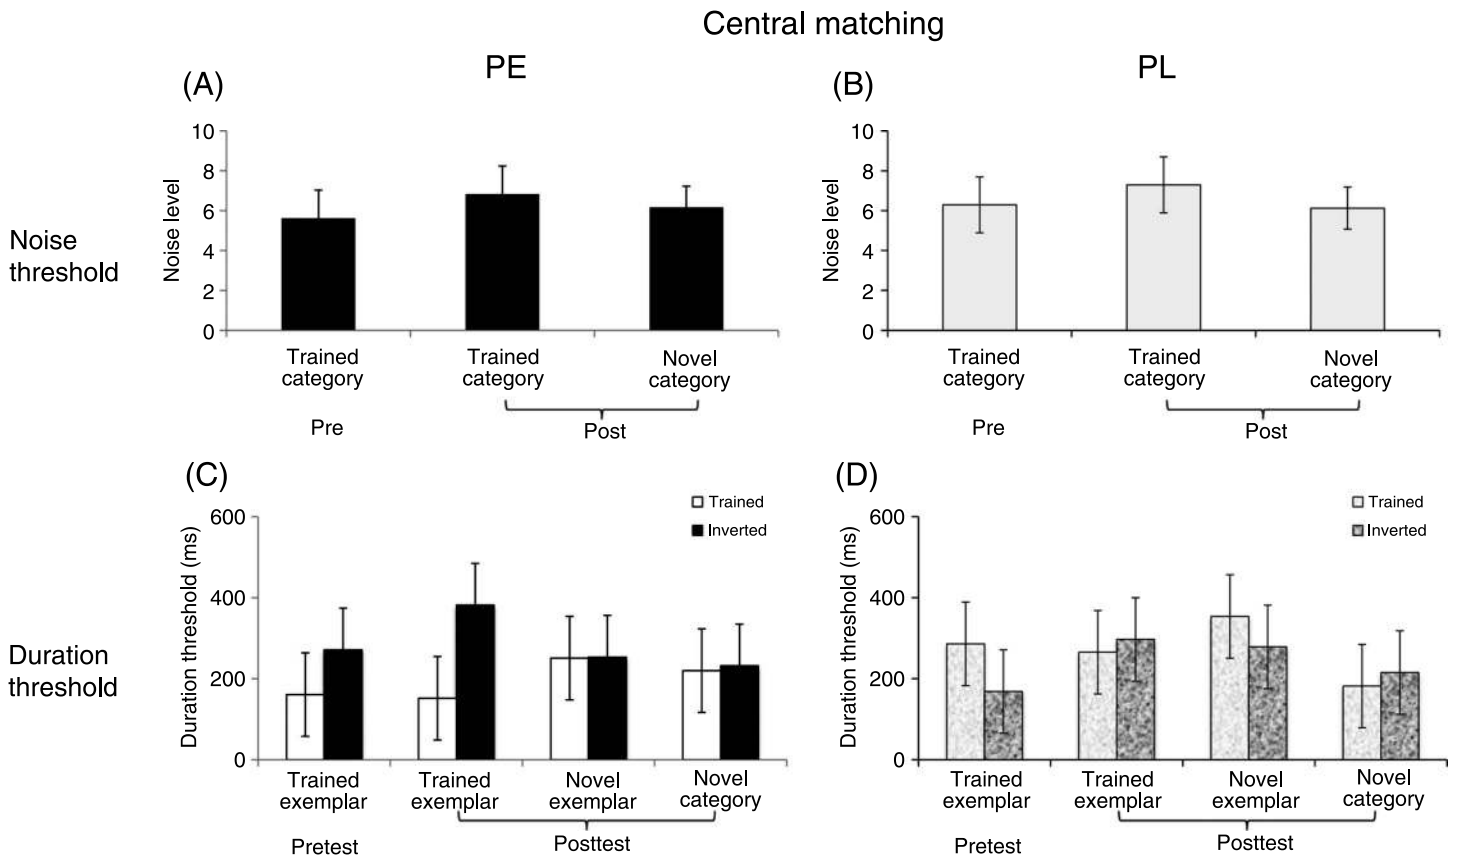 Central matching
PE
PL
(A)
(B)
Noise
threshold
Noise level
10
8
6
4
2
0
Trained
category
Trained
category
Novel
category
Pre
Post
Noise level
10
8
6
4
2
0
Trained
category
Trained
category
Novel
category
Pre
Post
(C)
(D)
Duration
threshold
Duration threshold (ms)
600
400
200
0
Trained
Inverted
Trained
exemplar
Trained
exemplar
Novel
exemplar
Novel
category
Pretest
Posttest
Duration threshold (ms)
600
400
200
0
Trained
Inverted
Trained
exemplar
Trained
exemplar
Novel
exemplar
Novel
category
Pretest
Posttest